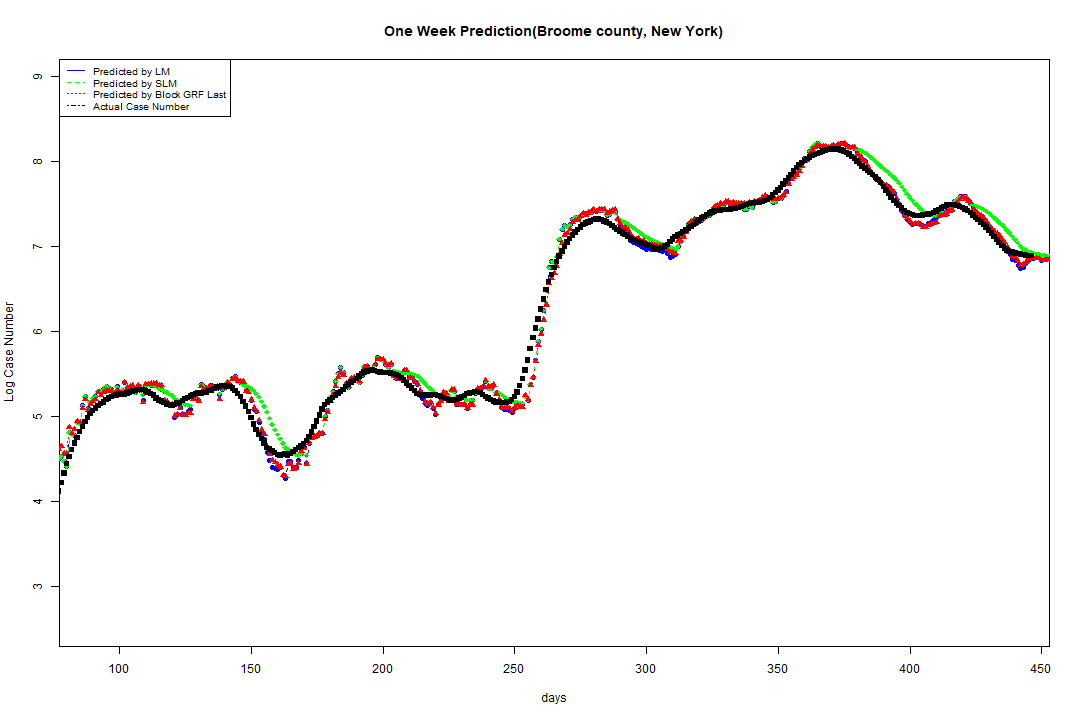 One Week Prediction(Broome county, New York)
Predicted by LM
Predicted by SLM
Predicted by Block GRF Last
Actual Case Number
9
8
7
6
5
4
3
Log Case Number
100 150 200 250 300 350 400 450
days